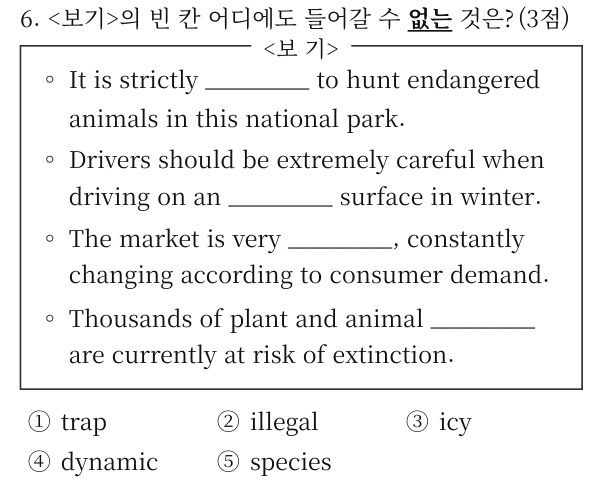 6. <보기>의 빈 칸 어디에도 들어갈 수 없는 것은? (3점)
<보 기>
◦ It is strictly _________ to hunt endangered
animals in this national park.
◦ Drivers should be extremely careful when
driving on an _________ surface in winter.
◦ The market is very _________, constantly
changing according to consumer demand.
◦ Thousands of plant and animal _________
are currently at risk of extinction.
① trap ② illegal ③ icy
④ dynamic ⑤ species